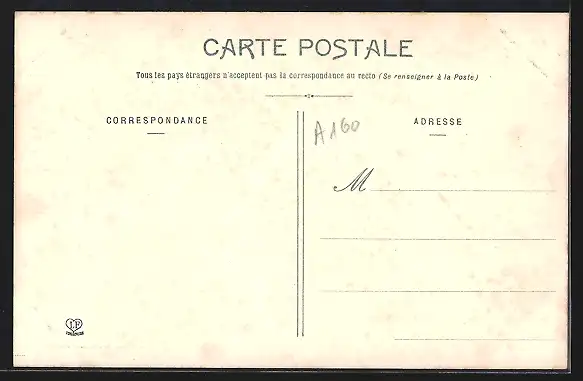 CARTE POSTALE
Tous les pays étrangers n'acceptent pas la correspondance au recto (Se renseigner à la Poste)
CORRESPONDANCE
ADRESSE
A160
M